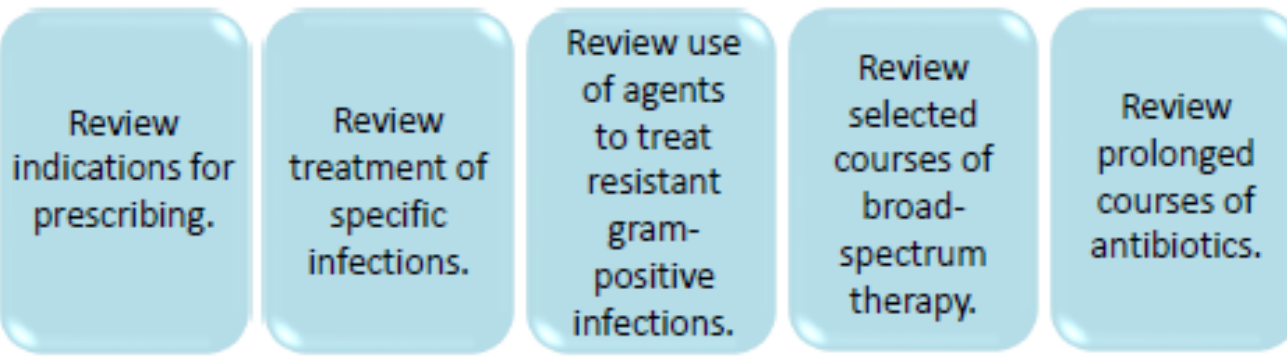 Review
indications for
prescribing.
Review
treatment of
specific
infections.
Review use
of agents
to treat
resistant
gram-
positive
infections.
Review
selected
courses of
broad-
spectrum
therapy.
Review
prolonged
courses of
antibiotics.